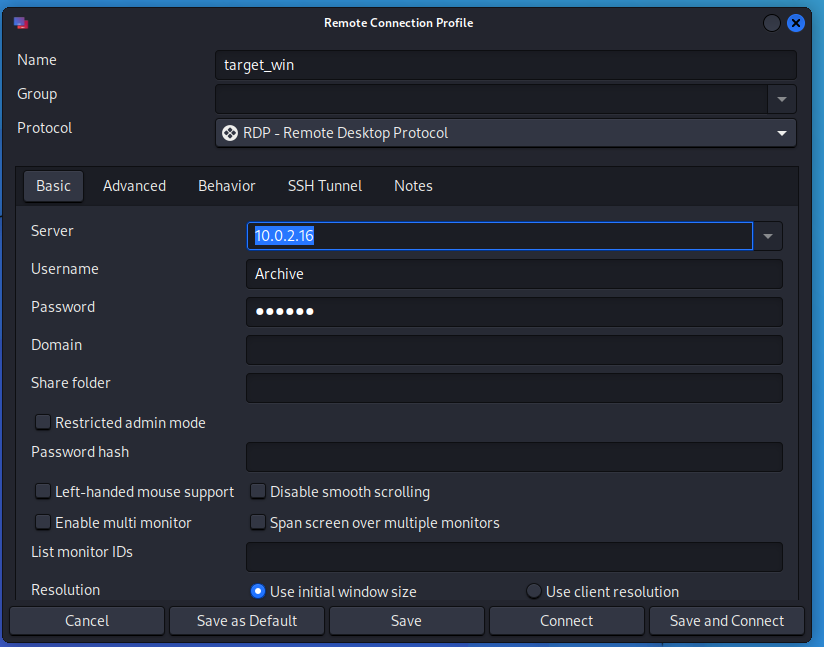 Remote Connection Profile
Name target_win
Group
Protocol RDP - Remote Desktop Protocol
Basic Advanced Behavior SSH Tunnel Notes
Server 10.0.2.16
Username Archive
Password ●●●●●●
Domain
Share folder
Restricted admin mode
Password hash
Left-handed mouse support Disable smooth scrolling
Enable multi monitor Span screen over multiple monitors
List monitor IDs
Resolution Use initial window size Use client resolution
Cancel Save as Default Save Connect Save and Connect